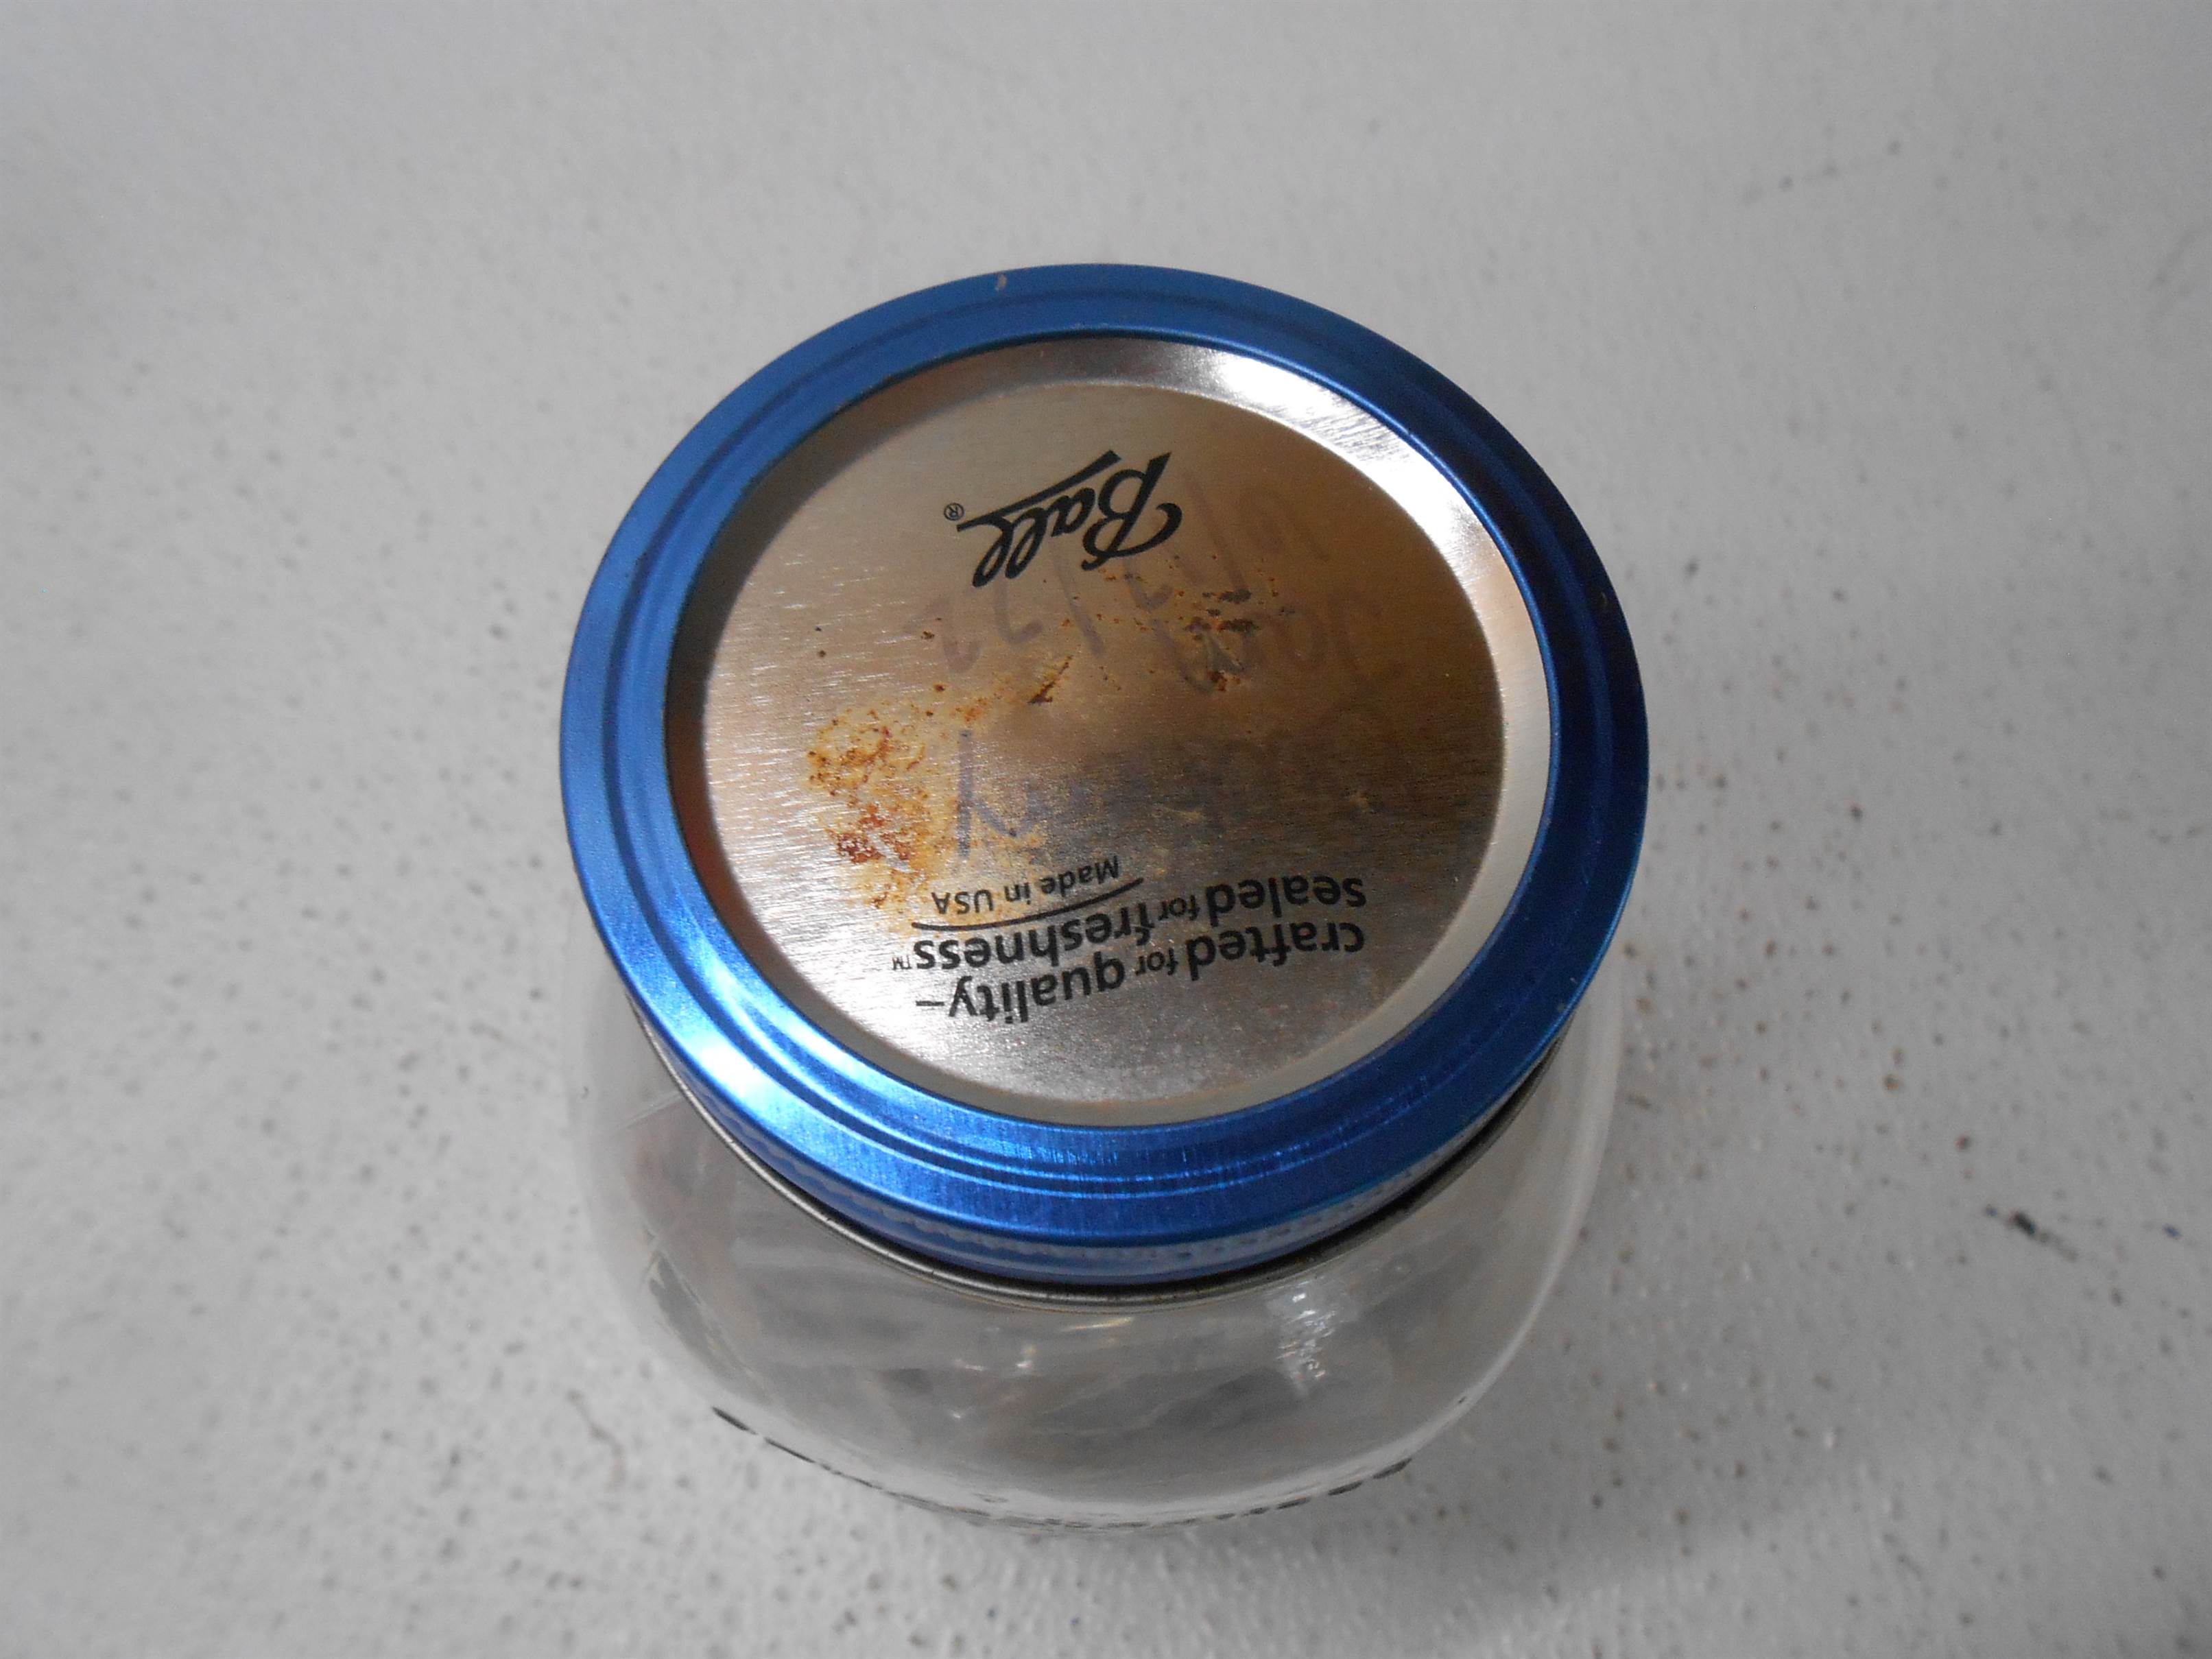 Ball®
Made in USA
crafted for quality–
sealed for freshness™